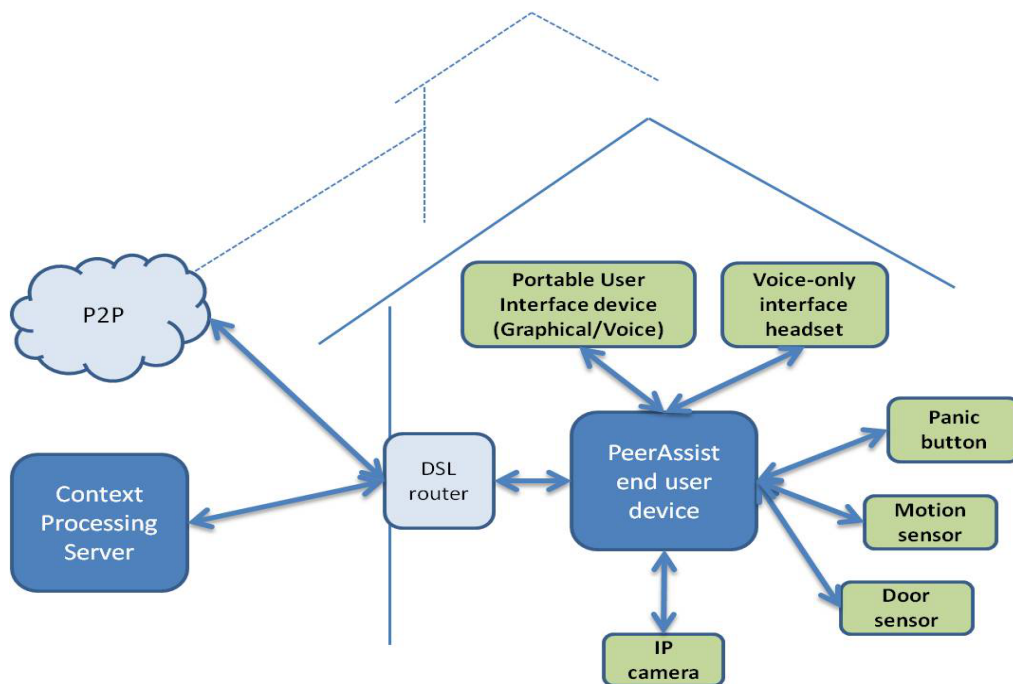 Portable User
Interface device
(Graphical/Voice)
Voice-only
interface
headset
P2P
Panic
button
DSL
router
PeerAssist
end user
device
Context
Processing
Server
Motion
sensor
Door
sensor
IP
camera